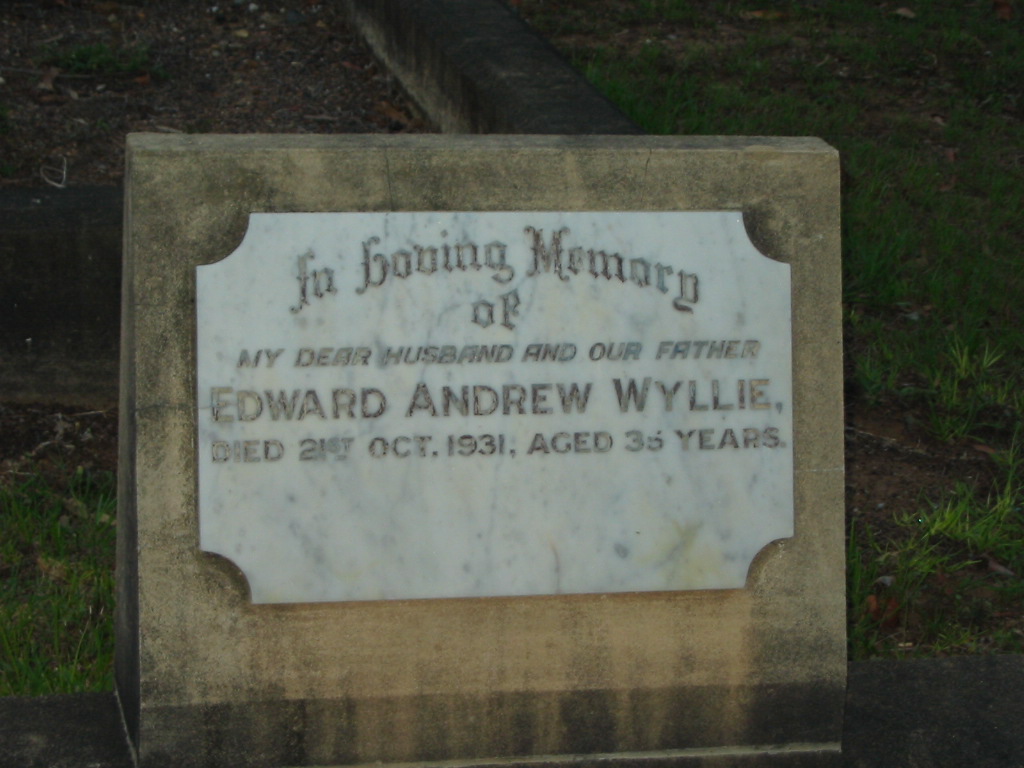 In Loving Memory
of
MY DEAR HUSBAND AND OUR FATHER
EDWARD ANDREW WYLLIE,
DIED 21ST OCT. 1931, AGED 35 YEARS.